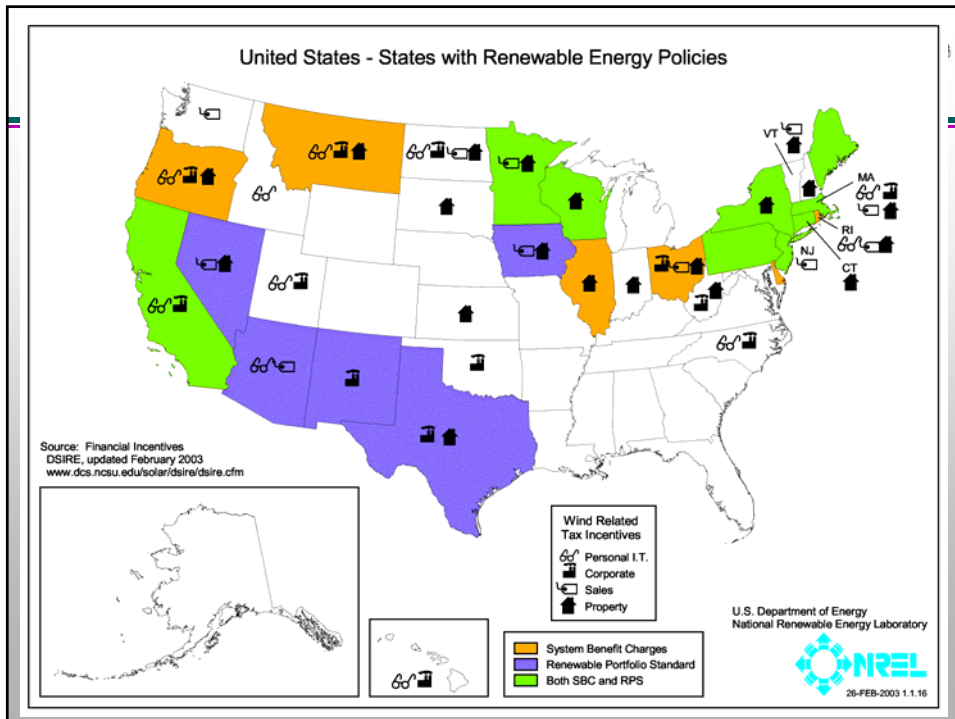 United States - States with Renewable Energy Policies
VT
MA
RI
NJ
CT
Source: Financial Incentives
DSIRE, updated February 2003
www.dcs.ncsu.edu/solar/dsire/dsire.cfm
Wind Related
Tax Incentives
Personal I.T.
Corporate
Sales
Property
System Benefit Charges
Renewable Portfolio Standard
Both SBC and RPS
U.S. Department of Energy
National Renewable Energy Laboratory
NREL
26-FEB-2003 1.1.16